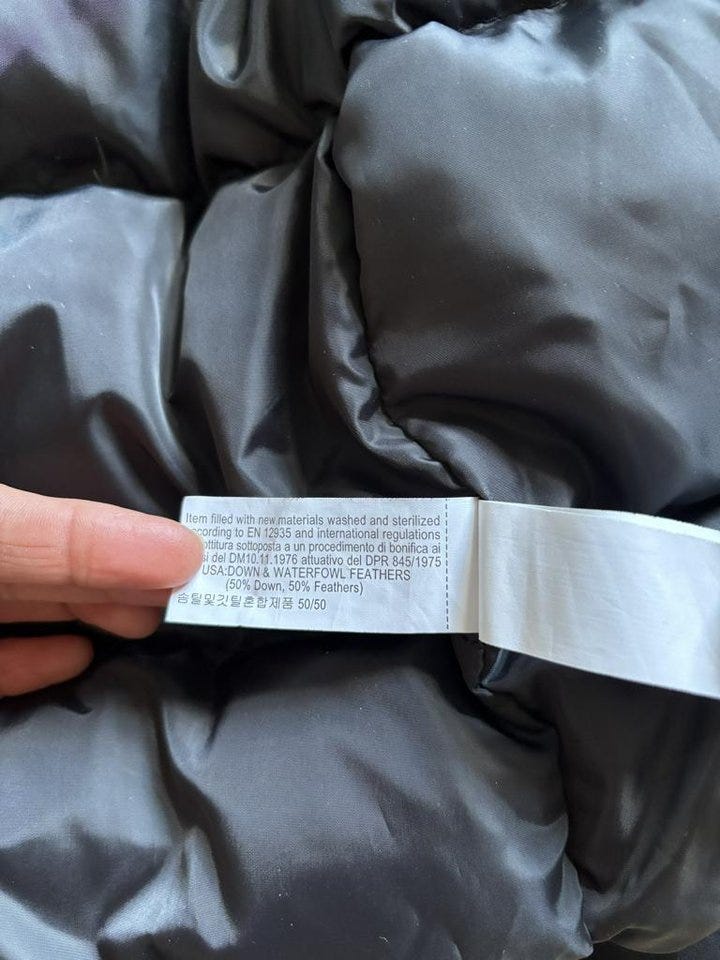 Item filled with new materials washed and sterilized
according to EN 12935 and international regulations
ottitura sottoposta a un procedimento di bonifica ai
si del DM10.11.1976 attuativo del DPR 845/1975
USA:DOWN & WATERFOWL FEATHERS
(50% Down, 50% Feathers)
솜털및깃털혼합제품 50/50